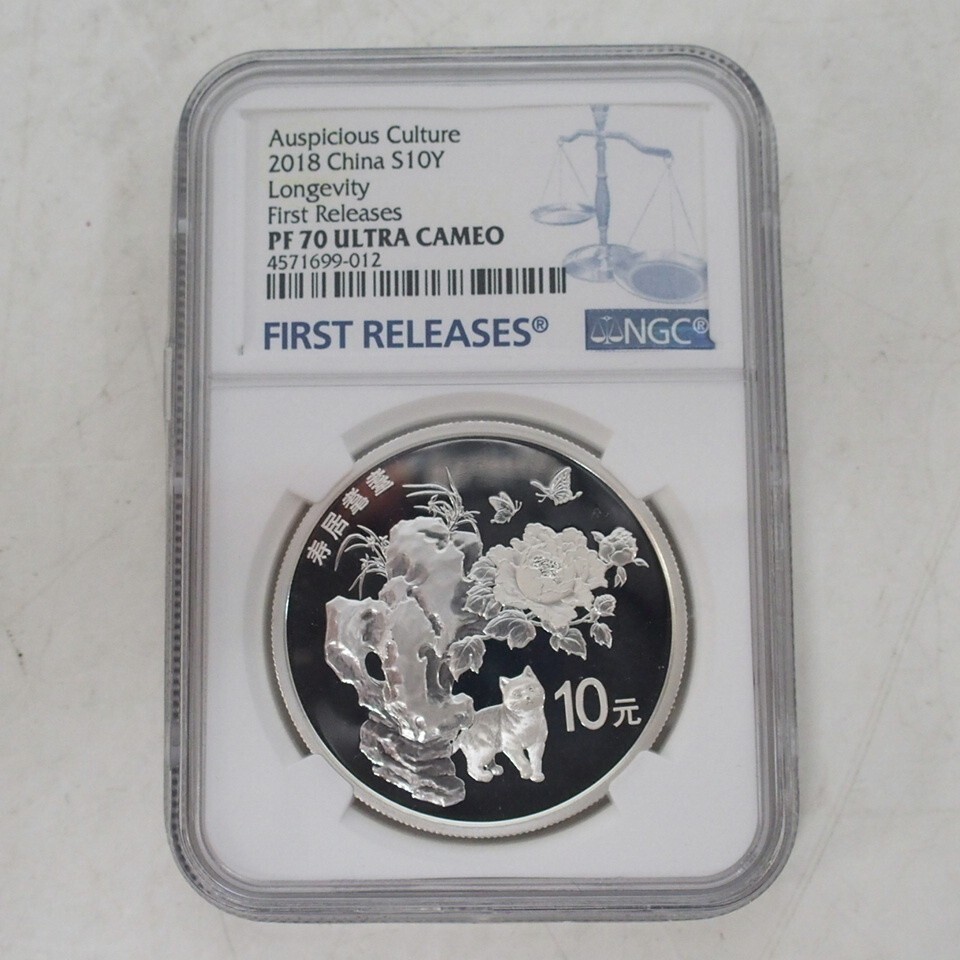 Auspicious Culture
2018 China S10Y
Longevity
First Releases
PF 70 ULTRA CAMEO
4571699-012
FIRST RELEASES®
NGC®
寿居耄耋
10元